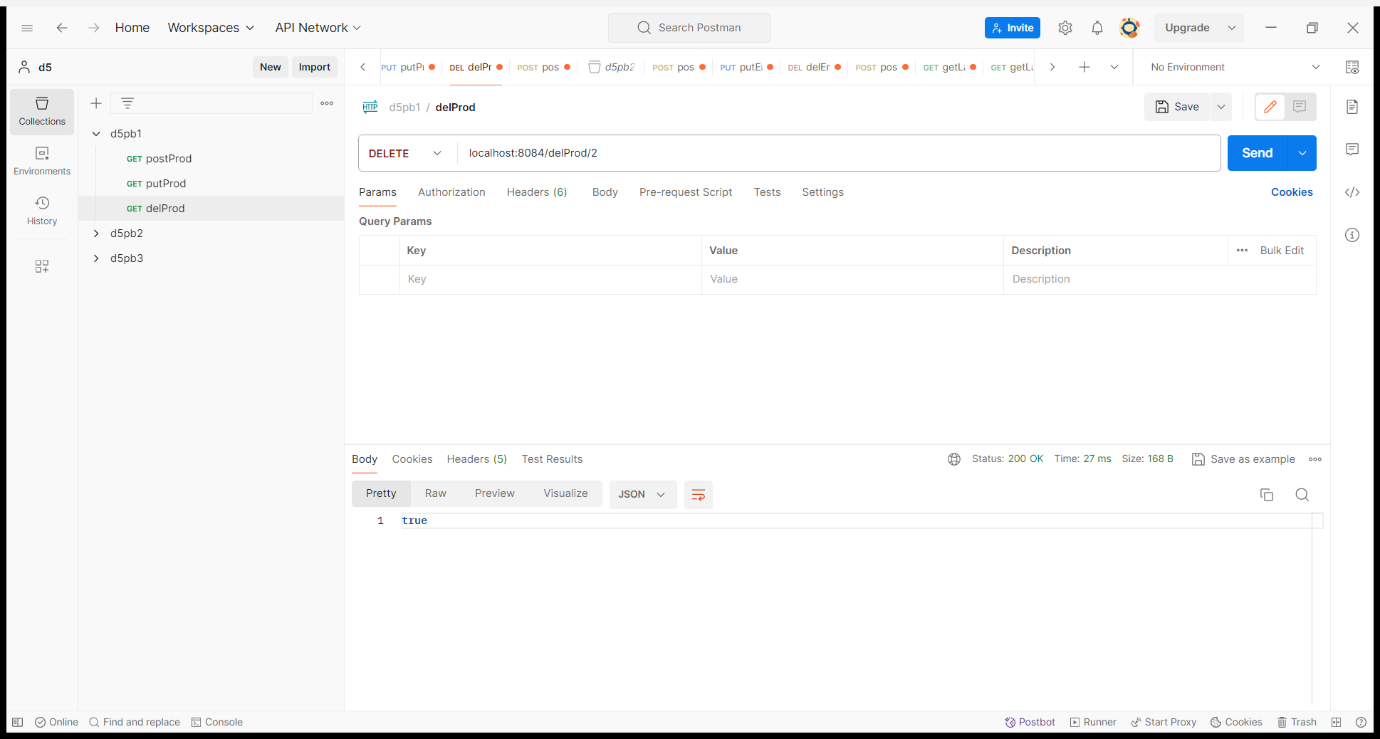 Home Workspaces API Network Search Postman Invite Upgrade
d5 New Import PUT putPr DEL delPr POST pos d5pb2 POST pos PUT putE DEL delEr POST pos GET getL GET getL No Environment
Collections
Environments
History
d5pb1
GET postProd
GET putProd
GET delProd
d5pb2
d5pb3
HTTP d5pb1 / delProd Save
DELETE localhost:8084/delProd/2 Send
Params Authorization Headers (6) Body Pre-request Script Tests Settings Cookies
Query Params
Key Value Description Bulk Edit
Key Value Description
Body Cookies Headers (5) Test Results Status: 200 OK Time: 27 ms Size: 168 B Save as example
Pretty Raw Preview Visualize JSON
1 true
Online Find and replace Console Postbot Runner Start Proxy Cookies Trash